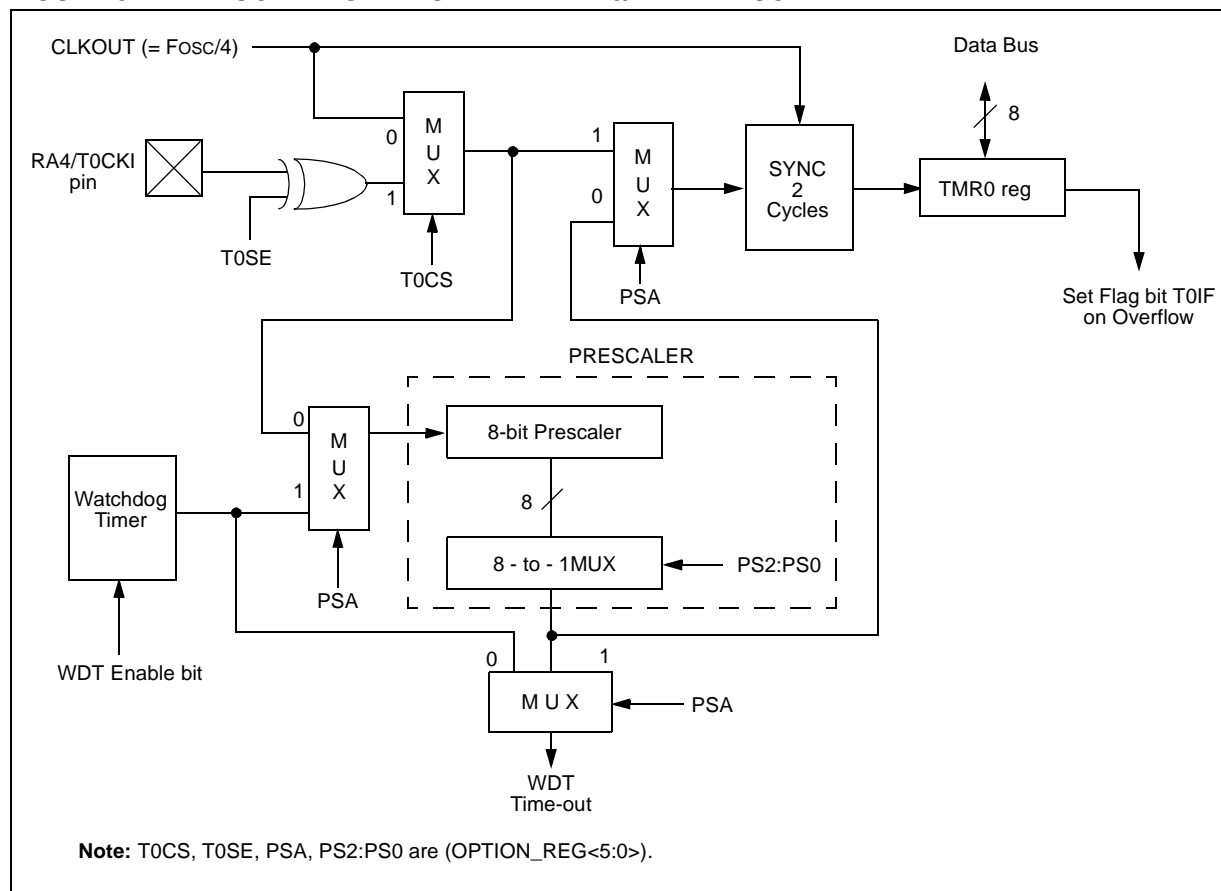 CLKOUT (= FOSC/4)
Data Bus
8
RA4/T0CKI
pin
T0SE
0
1
M
U
X
T0CS
1
0
M
U
X
PSA
SYNC
2
Cycles
TMR0 reg
Set Flag bit T0IF
on Overflow
PRESCALER
0
1
M
U
X
PSA
8-bit Prescaler
8
8 - to - 1MUX
PS2:PS0
Watchdog
Timer
WDT Enable bit
0
1
M U X
PSA
WDT
Time-out
Note: T0CS, T0SE, PSA, PS2:PS0 are (OPTION_REG<5:0>).